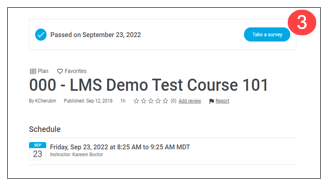 3
Passed on September 23, 2022
Take a survey
Plan Favorites
000 - LMS Demo Test Course 101
By KCherubin Published: Sep 12, 2018 1h (0) Add review Report
Schedule
SEP
23
Friday, Sep 23, 2022 at 8:25 AM to 9:25 AM MDT
Instructor: Kareem Boctor